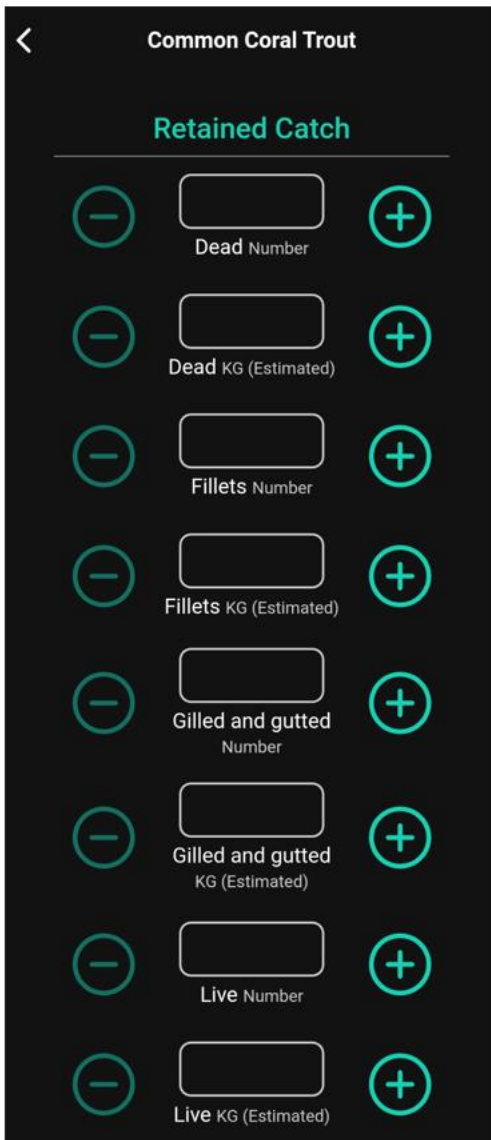 Common Coral Trout
Retained Catch
Dead Number
Dead KG (Estimated)
Fillets Number
Fillets KG (Estimated)
Gilled and gutted
Number
Gilled and gutted
KG (Estimated)
Live Number
Live KG (Estimated)